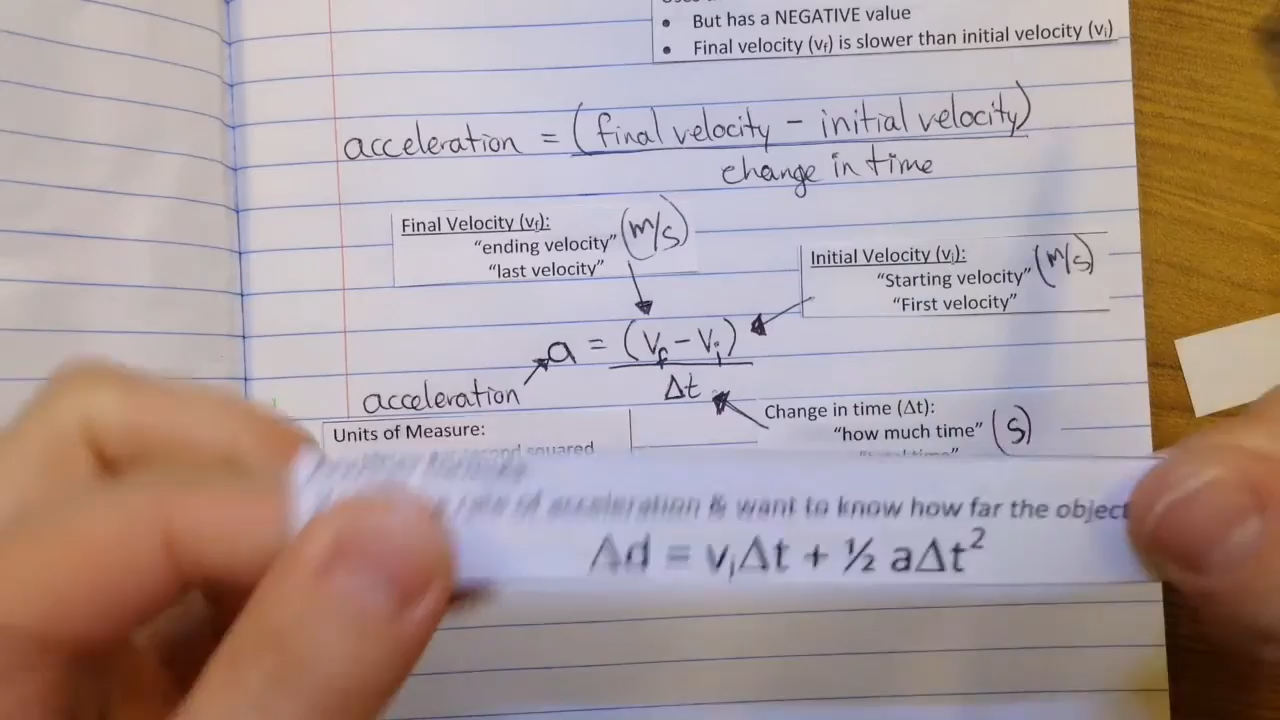 • But has a NEGATIVE value
• Final velocity (vf) is slower than initial velocity (vi)
acceleration = (final velocity - initial velocity)
change in time
Final Velocity (vf): (m/s)
"ending velocity"
"last velocity"
Initial Velocity (vi): (m/s)
"Starting velocity"
"First velocity"
a = (vf - vi)
Δt
acceleration
Change in time (Δt):
"how much time" (s)
Units of Measure:
squared
of acceleration & want to know how far the object
Δd = viΔt + ½ aΔt²